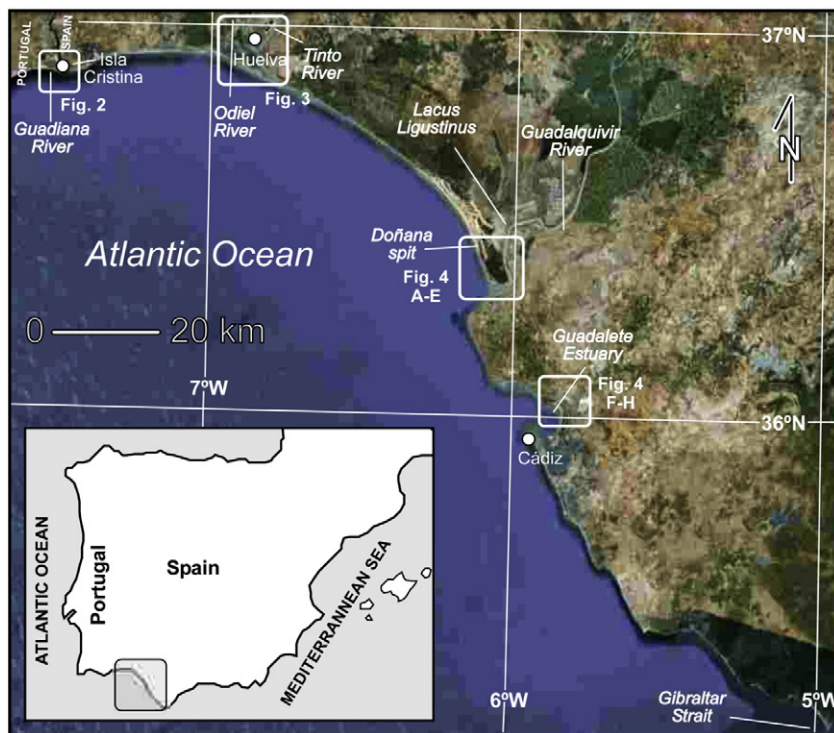 PORTUGAL
SPAIN
Isla
Cristina
Fig. 2
Guadiana
River
Huelva
Tinto
River
Fig. 3
Odiel
River
37ºN
Lacus
Ligustinus
Guadalquivir
River
N
Atlantic Ocean
Doñana
spit
Fig. 4
A-E
0
20 km
Guadalete
Estuary
7ºW
Fig. 4
F-H
36ºN
Cádiz
ATLANTIC OCEAN
Portugal
Spain
MEDITERRANNEAN SEA
6ºW
Gibraltar
Strait
5ºW